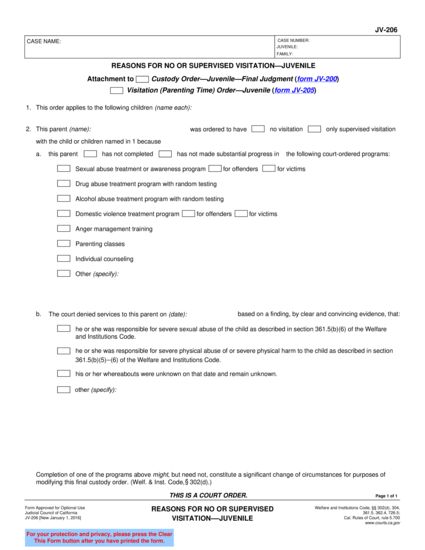 JV-206
CASE NAME:
CASE NUMBER:
JUVENILE:
FAMILY:
REASONS FOR NO OR SUPERVISED VISITATION—JUVENILE
Attachment to Custody Order—Juvenile—Final Judgment (form JV-200)
Visitation (Parenting Time) Order—Juvenile (form JV-205)
1. This order applies to the following children (name each):
2. This parent (name): was ordered to have no visitation only supervised visitation
with the child or children named in 1 because
a. this parent has not completed has not made substantial progress in the following court-ordered programs:
Sexual abuse treatment or awareness program for offenders for victims
Drug abuse treatment program with random testing
Alcohol abuse treatment program with random testing
Domestic violence treatment program for offenders for victims
Anger management training
Parenting classes
Individual counseling
Other (specify):
b. The court denied services to this parent on (date): based on a finding, by clear and convincing evidence, that:
he or she was responsible for severe sexual abuse of the child as described in section 361.5(b)(6) of the Welfare
and Institutions Code.
he or she was responsible for severe physical abuse of or severe physical harm to the child as described in section
361.5(b)(5)–(6) of the Welfare and Institutions Code.
his or her whereabouts were unknown on that date and remain unknown.
other (specify):
Completion of one of the programs above might, but need not, constitute a significant change of circumstances for purposes of
modifying this final custody order. (Welf. & Inst. Code,§ 302(d).)
THIS IS A COURT ORDER.
Page 1 of 1
Form Approved for Optional Use
Judicial Council of California
JV-206 [New January 1, 2016]
REASONS FOR NO OR SUPERVISED
VISITATION—JUVENILE
Welfare and Institutions Code, §§ 302(d), 304,
361.5, 362.4, 726.5;
Cal. Rules of Court, rule 5.700
www.courts.ca.gov
For your protection and privacy, please press the Clear
This Form button after you have printed the form.